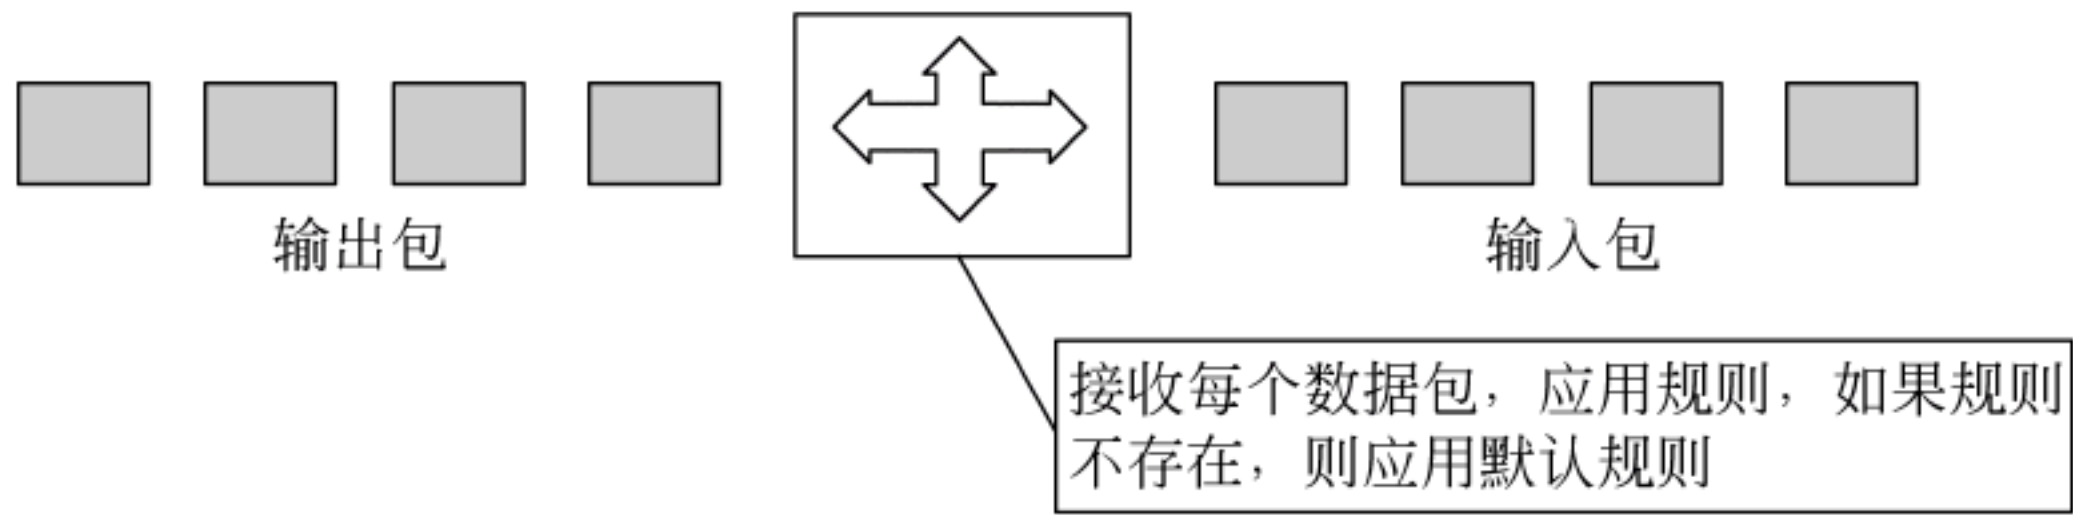 输出包
输入包
接收每个数据包，应用规则，如果规则
不存在，则应用默认规则